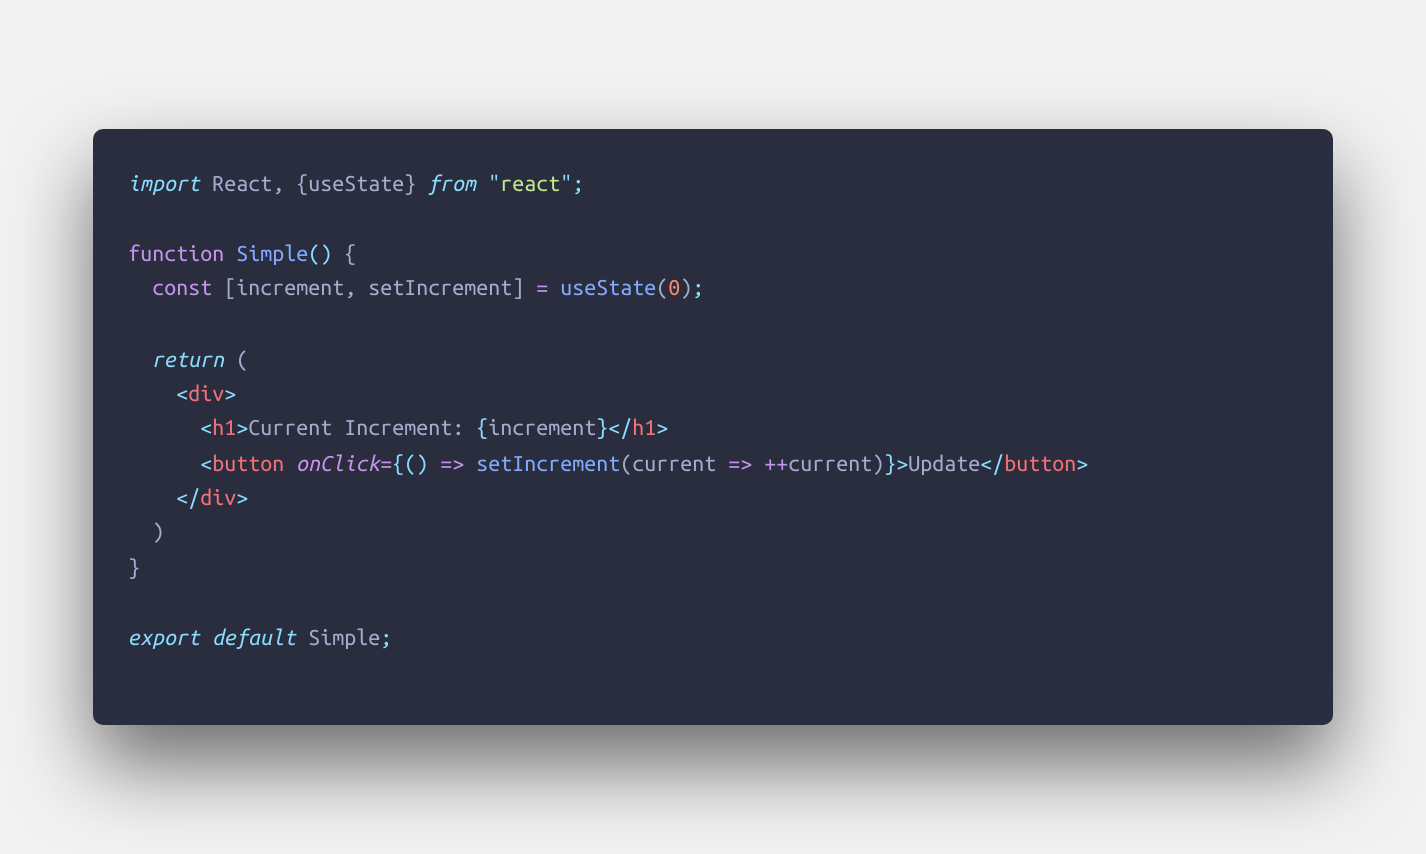 import React, {useState} from "react";
function Simple() {
  const [increment, setIncrement] = useState(0);
  return (
    <div>
      <h1>Current Increment: {increment}</h1>
      <button onClick={() => setIncrement(current => ++current)}>Update</button>
    </div>
  )
}
export default Simple;